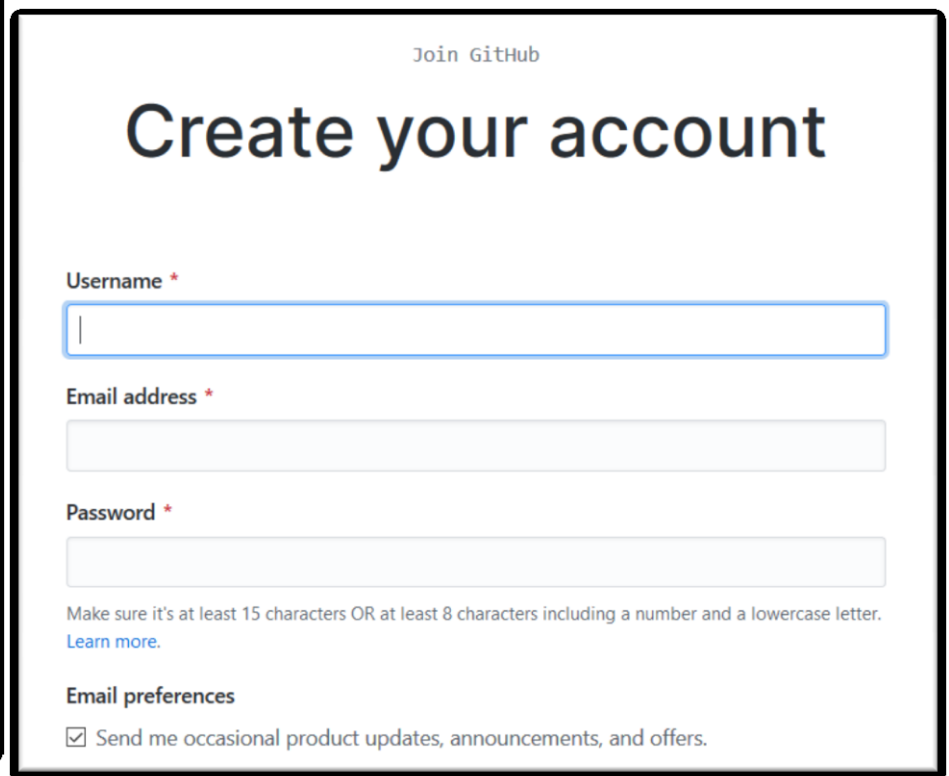 Join GitHub
Create your account
Username *
Email address *
Password *
Make sure it's at least 15 characters OR at least 8 characters including a number and a lowercase letter.
Learn more.
Email preferences
Send me occasional product updates, announcements, and offers.